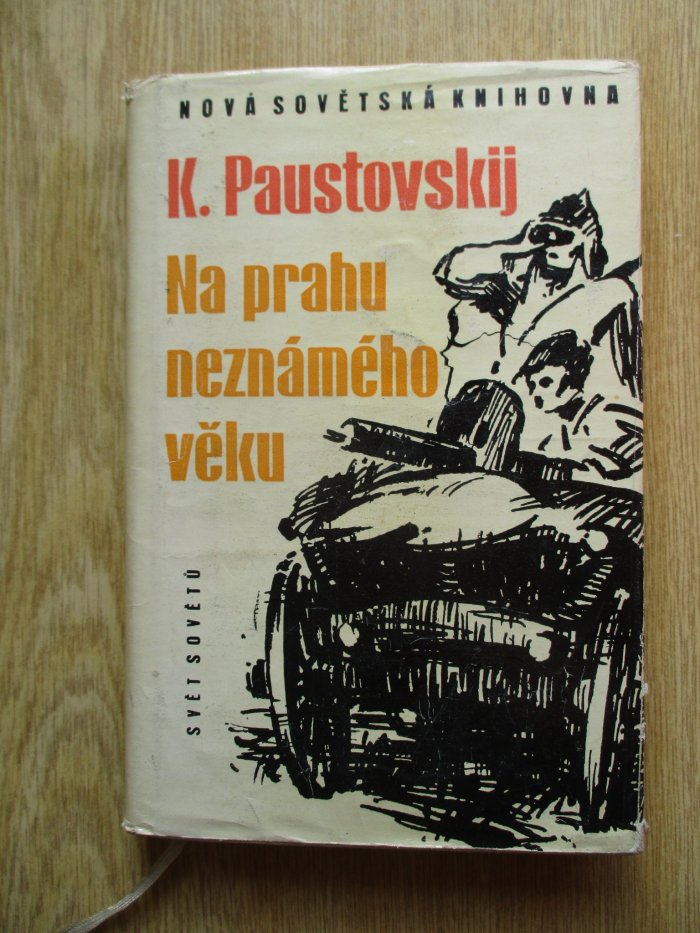 NOVÁ SOVĚTSKÁ KNIHOVNA
K. Paustovskij
Na prahu
neznámého
věku
SVĚT SOVĚTŮ